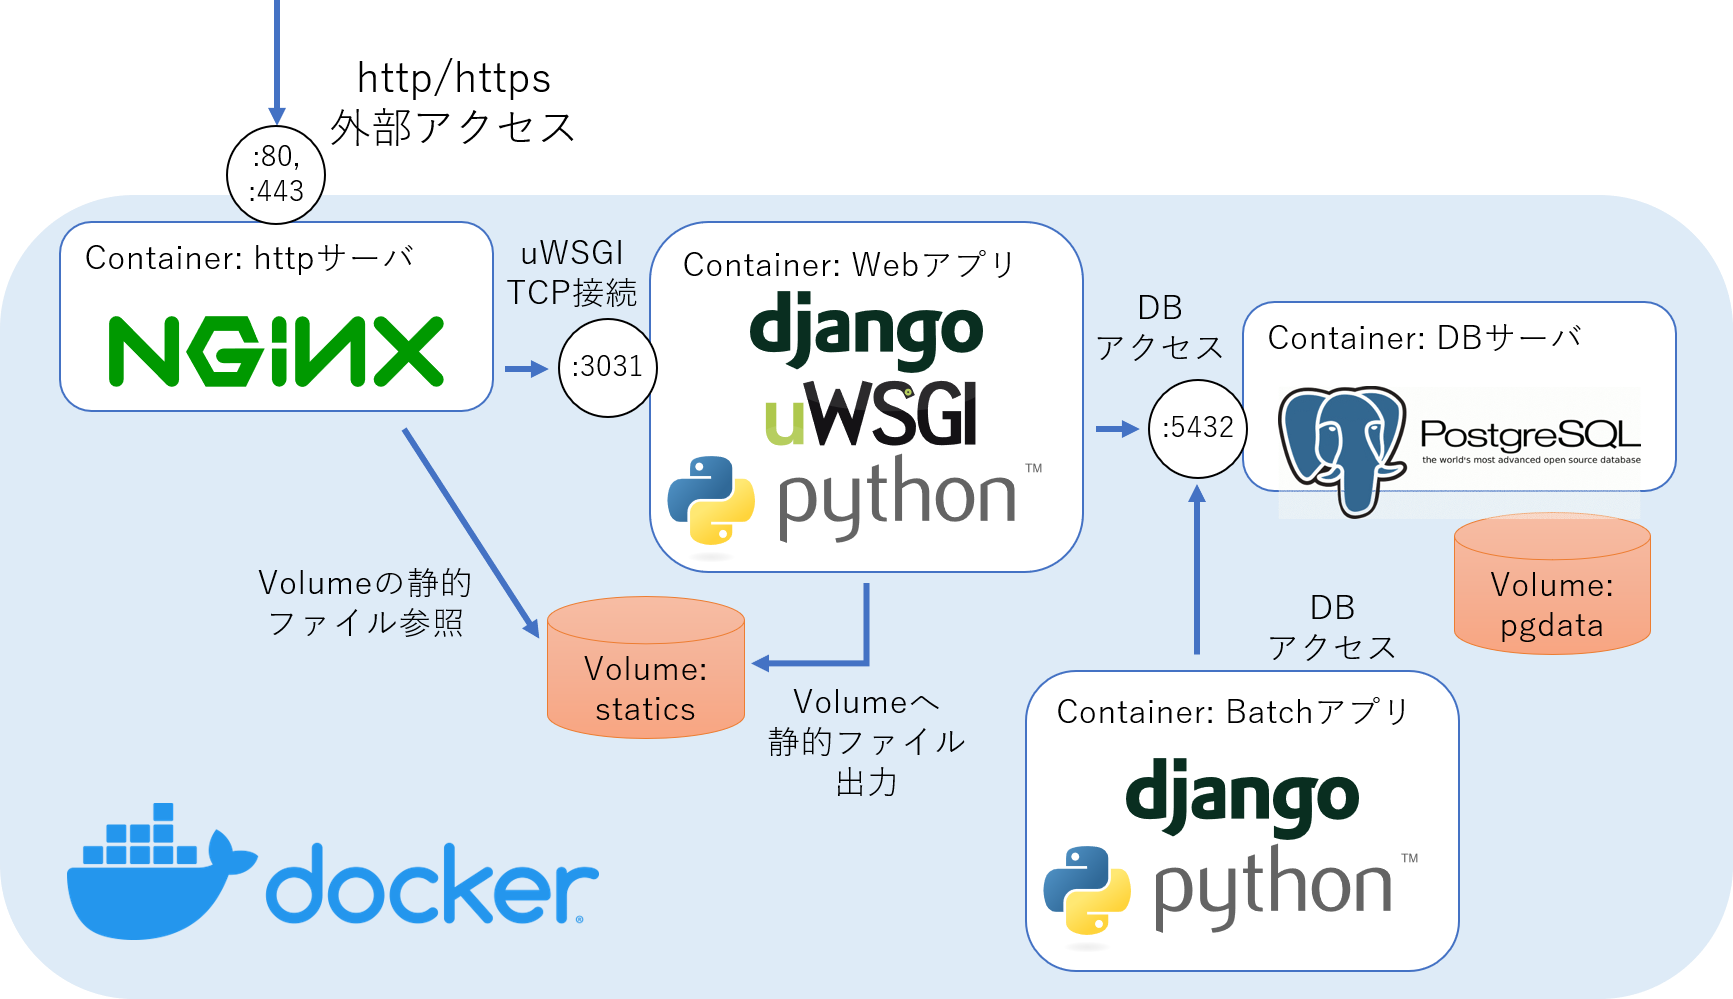 http/https
外部アクセス
:80,
:443
Container: httpサーバ
NGiNX
uWSGI
TCP接続
:3031
Container: Webアプリ
django
uWSGI
python™
DB
アクセス
:5432
Container: DBサーバ
PostgreSQL
the world's most advanced open source database
Volume:
pgdata
Volumeの静的
ファイル参照
Volume:
statics
Volumeへ
静的ファイル
出力
DB
アクセス
Container: Batchアプリ
django
python™
docker®